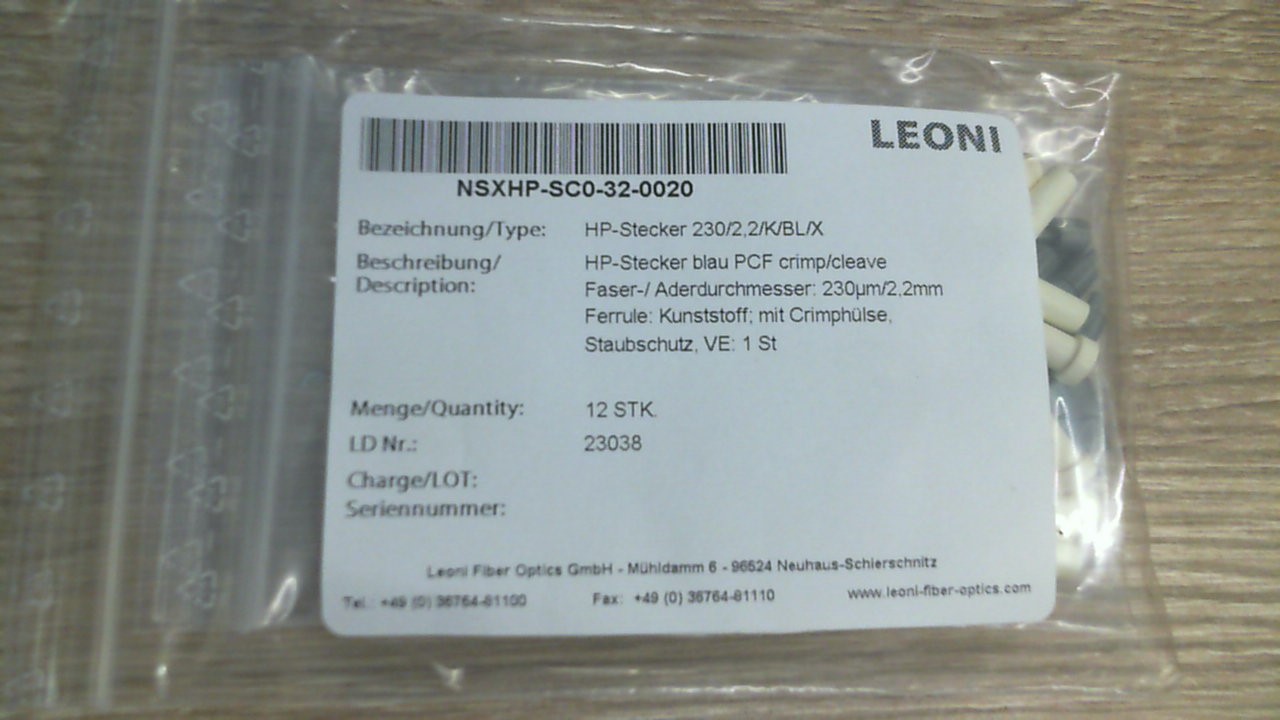 LEONI
NSXHP-SC0-32-0020
Bezeichnung/Type: HP-Stecker 230/2,2/K/BL/X
Beschreibung/ HP-Stecker blau PCF crimp/cleave
Description: Faser-/ Aderdurchmesser: 230µm/2,2mm
Ferrule: Kunststoff; mit Crimphülse,
Staubschutz, VE: 1 St
Menge/Quantity: 12 STK.
LD Nr.: 23038
Charge/LOT:
Seriennummer:
Leoni Fiber Optics GmbH - Mühldamm 6 - 96524 Neuhaus-Schierschnitz
Tel.: +49 (0) 36764-81100 Fax: +49 (0) 36764-81110 www.leoni-fiber-optics.com